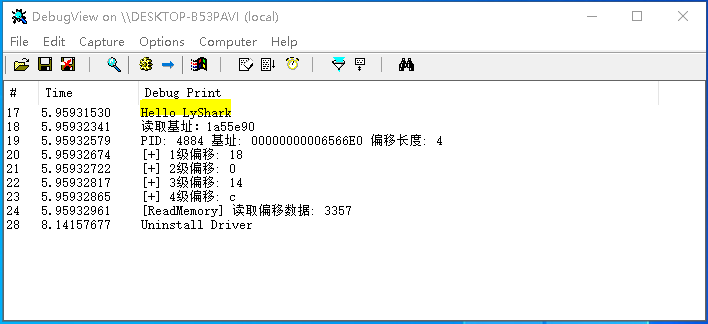 DebugView on \\DESKTOP-B53PAVI (local)
File Edit Capture Options Computer Help
# Time Debug Print
17 5.95931530 Hello LyShark
18 5.95932341 读取基址: 1a55e90
19 5.95932579 PID: 4884 基址: 00000000006566E0 偏移长度: 4
20 5.95932674 [+] 1级偏移: 18
21 5.95932722 [+] 2级偏移: 0
22 5.95932817 [+] 3级偏移: 14
23 5.95932865 [+] 4级偏移: c
24 5.95932961 [ReadMemory] 读取偏移数据: 3357
28 8.14157677 Uninstall Driver